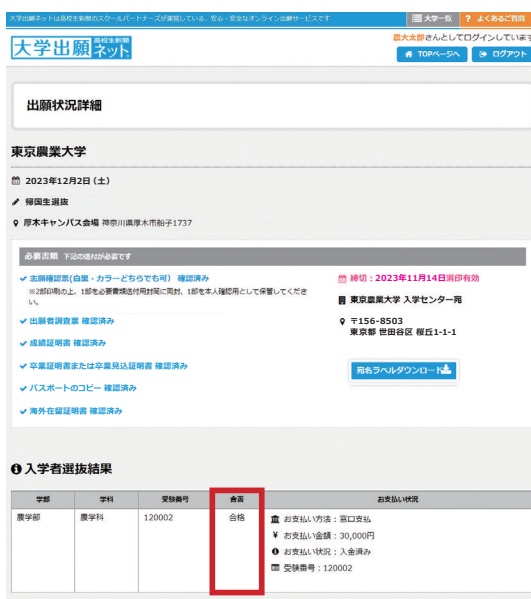 大学出願ネットは高校生新聞のスクールパートナーズが運営している、安心・安全なオンライン出願サービスです
大学一覧
? よくあるご質問
大学出願ネット 高校生新聞
農大太郎さんとしてログインしています
TOPページへ
ログアウト
出願状況詳細
東京農業大学
2023年12月2日(土)
帰国生選抜
厚木キャンパス会場 神奈川県厚木市船子1737
必要書類 下記の送付が必要です
志願確認票(白黒・カラーどちらでも可) 確認済み
※2部印刷の上、1部を必要書類送付用封筒に同封、1部を本人確認用として保管してくださ
い。
出願者調査票 確認済み
成績証明書 確認済み
卒業証明書または卒業見込証明書 確認済み
パスポートのコピー 確認済み
海外在留証明書 確認済み
締切:2023年11月14日消印有効
東京農業大学 入学センター宛
〒156-8503
東京都 世田谷区 桜丘1-1-1
宛名ラベルダウンロード
入学者選抜結果
学部 学科 受験番号 合否 お支払い状況
農学部 農学科 120002 合格 お支払い方法:窓口支払
¥ お支払い金額:30,000円
お支払い状況:入金済み
受験番号:120002